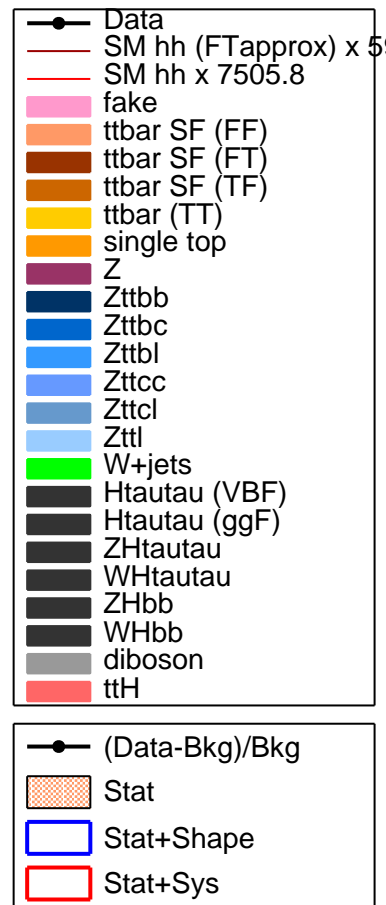 Data
SM hh (FTapprox) x 59
SM hh x 7505.8
fake
ttbar SF (FF)
ttbar SF (FT)
ttbar SF (TF)
ttbar (TT)
single top
Z
Zttbb
Zttbc
Zttbl
Zttcc
Zttcl
Zttl
W+jets
Htautau (VBF)
Htautau (ggF)
ZHtautau
WHtautau
ZHbb
WHbb
diboson
ttH
(Data-Bkg)/Bkg
Stat
Stat+Shape
Stat+Sys